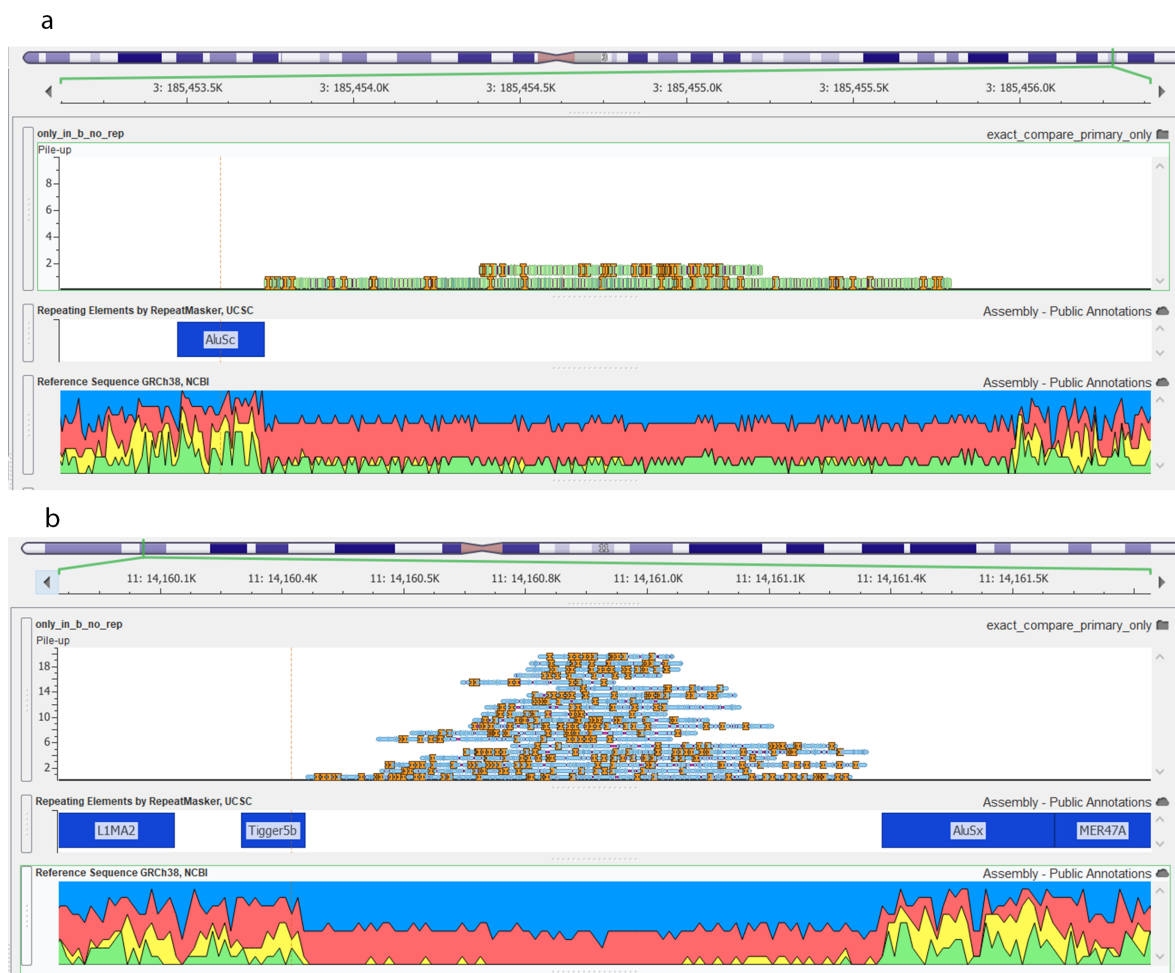 a
3: 185,453.5K 3: 185,454.0K 3: 185,454.5K 3: 185,455.0K 3: 185,455.5K 3: 185,456.0K
only_in_b_no_rep exact_compare_primary_only
Pile-up
8
6
4
2
Repeating Elements by RepeatMasker, UCSC Assembly - Public Annotations
AluSc
Reference Sequence GRCh38, NCBI Assembly - Public Annotations
b
11: 14,160.1K 11: 14,160.4K 11: 14,160.5K 11: 14,160.8K 11: 14,161.0K 11: 14,161.1K 11: 14,161.4K 11: 14,161.5K
only_in_b_no_rep exact_compare_primary_only
Pile-up
18
14
10
6
2
Repeating Elements by RepeatMasker, UCSC Assembly - Public Annotations
L1MA2 Tigger5b AluSx MER47A
Reference Sequence GRCh38, NCBI Assembly - Public Annotations